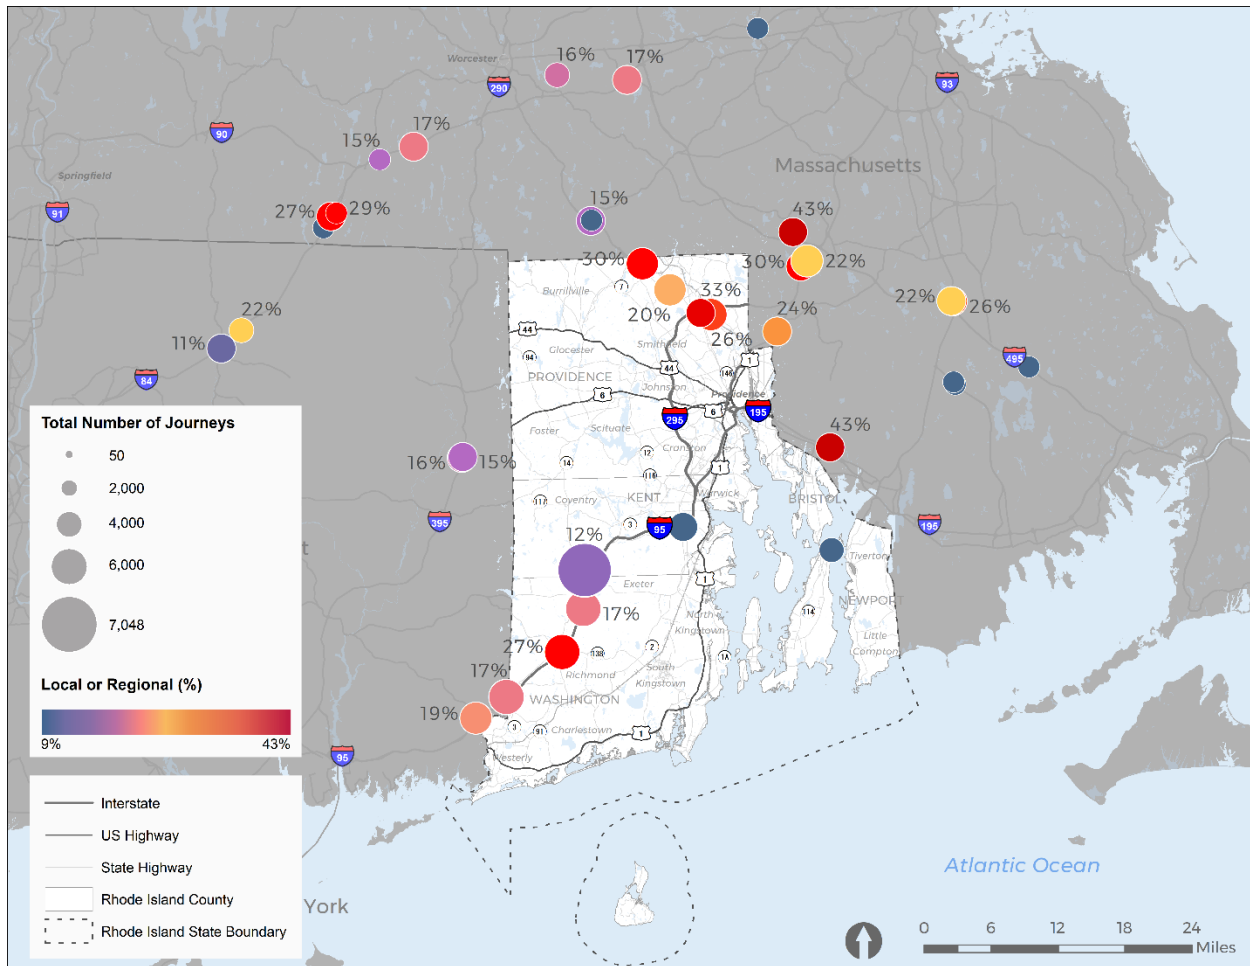 16%
17%
Worcester
290
93
90
17%
15%
Massachusetts
Springfield
91
27%
29%
15%
43%
30%
22%
30%
7
Burrillville
33%
20%
26%
24%
22%
26%
495
22%
11%
84
44
94
Glocester
Smithfield
44
146
1
PROVIDENCE
Johnston
6
Providence
6
295
195
Foster
Scituate
Cranston
12
14
116
1
43%
16%
15%
117
Coventry
KENT
Warwick
BRISTOL
395
3
95
195
12%
Tiverton
Exeter
1
NEWPORT
17%
North
Kingstown
114
Little
Compton
27%
138
2
1A
Richmond
South
Kingstown
17%
WASHINGTON
19%
3
91
Charlestown
1
95
Westerly
Total Number of Journeys
50
2,000
4,000
6,000
7,048
Local or Regional (%)
9%
43%
Interstate
US Highway
State Highway
Rhode Island County
Rhode Island State Boundary
t
York
Atlantic Ocean
0
6
12
18
24
Miles